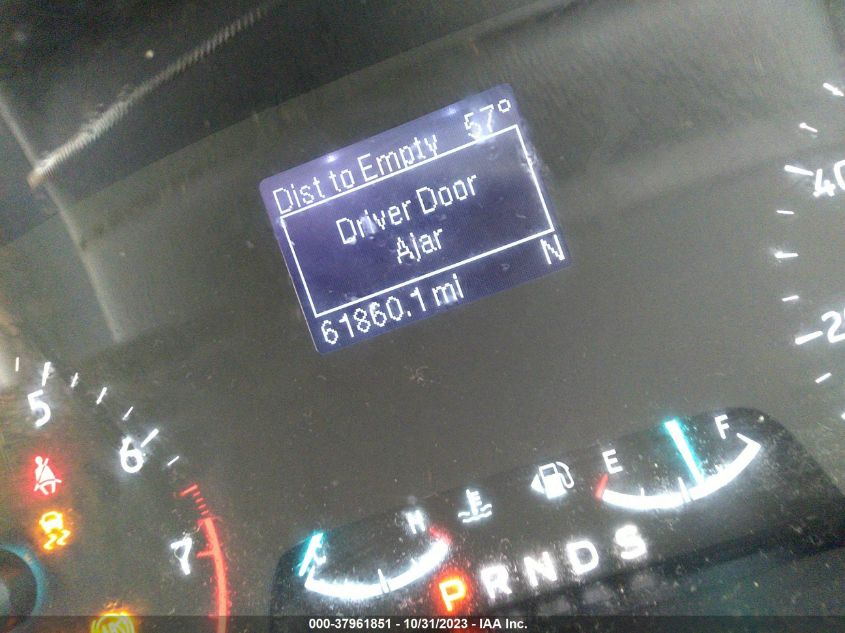 Dist to Empty 57°
Driver Door
Ajar
61860.1 mi N
40
5
6
7
E F
H
PRNDS
000-37961851 - 10/31/2023 - IAA Inc.